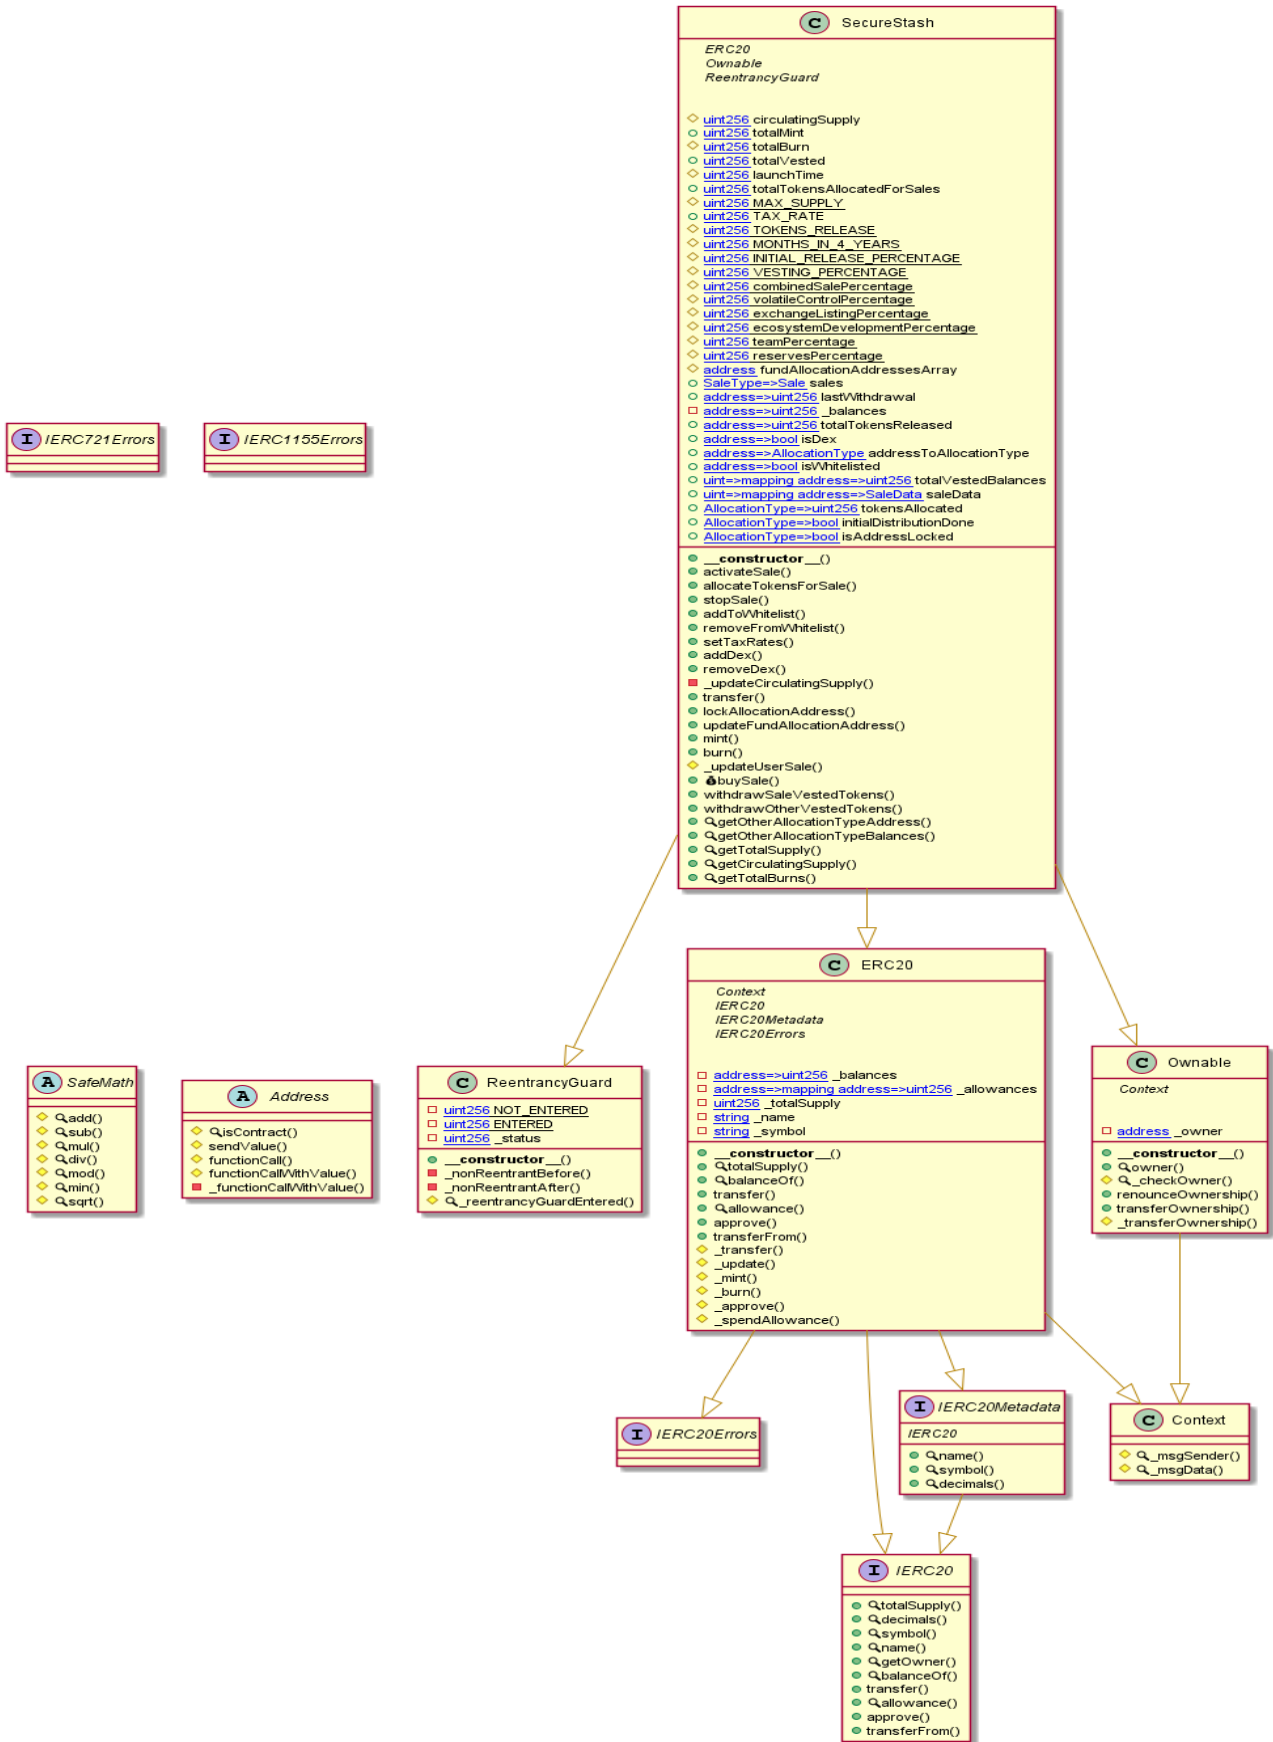 C SecureStash
ERC20
Ownable
ReentrancyGuard
uint256 circulatingSupply
uint256 totalMint
uint256 totalBurn
uint256 totalVested
uint256 launchTime
uint256 totalTokensAllocatedForSales
uint256 MAX_SUPPLY
uint256 TAX_RATE
uint256 TOKENS_RELEASE
uint256 MONTHS_IN_4_YEARS
uint256 INITIAL_RELEASE_PERCENTAGE
uint256 VESTING_PERCENTAGE
uint256 combinedSalePercentage
uint256 volatileControlPercentage
uint256 exchangeListingPercentage
uint256 ecosystemDevelopmentPercentage
uint256 teamPercentage
uint256 reservesPercentage
address fundAllocationAddressesArray
SaleType=>Sale sales
address=>uint256 lastWithdrawal
address=>uint256 _balances
address=>uint256 totalTokensReleased
address=>bool isDex
address=>AllocationType addressToAllocationType
address=>bool isWhitelisted
uint=>mapping address=>uint256 totalVestedBalances
uint=>mapping address=>SaleData saleData
AllocationType=>uint256 tokensAllocated
AllocationType=>bool initialDistributionDone
AllocationType=>bool isAddressLocked
__constructor__()
activateSale()
allocateTokensForSale()
stopSale()
addToWhitelist()
removeFromWhitelist()
setTaxRates()
addDex()
removeDex()
_updateCirculatingSupply()
transfer()
lockAllocationAddress()
updateFundAllocationAddress()
mint()
burn()
_updateUserSale()
buySale()
withdrawSaleVestedTokens()
withdrawOtherVestedTokens()
getOtherAllocationTypeAddress()
getOtherAllocationTypeBalances()
getTotalSupply()
getCirculatingSupply()
getTotalBurns()
I IERC721Errors
I IERC1155Errors
A SafeMath
add()
sub()
mul()
div()
mod()
min()
sqrt()
A Address
isContract()
sendValue()
functionCall()
functionCallWithValue()
_functionCallWithValue()
C ReentrancyGuard
uint256 NOT_ENTERED
uint256 ENTERED
uint256 _status
__constructor__()
_nonReentrantBefore()
_nonReentrantAfter()
_reentrancyGuardEntered()
C ERC20
Context
IERC20
IERC20Metadata
IERC20Errors
address=>uint256 _balances
address=>mapping address=>uint256 _allowances
uint256 _totalSupply
string _name
string _symbol
__constructor__()
totalSupply()
balanceOf()
transfer()
allowance()
approve()
transferFrom()
_transfer()
_update()
_mint()
_burn()
_approve()
_spendAllowance()
C Ownable
Context
address _owner
__constructor__()
owner()
_checkOwner()
renounceOwnership()
transferOwnership()
_transferOwnership()
I IERC20Errors
I IERC20Metadata
IERC20
name()
symbol()
decimals()
C Context
_msgSender()
_msgData()
I IERC20
totalSupply()
decimals()
symbol()
name()
getOwner()
balanceOf()
transfer()
allowance()
approve()
transferFrom()